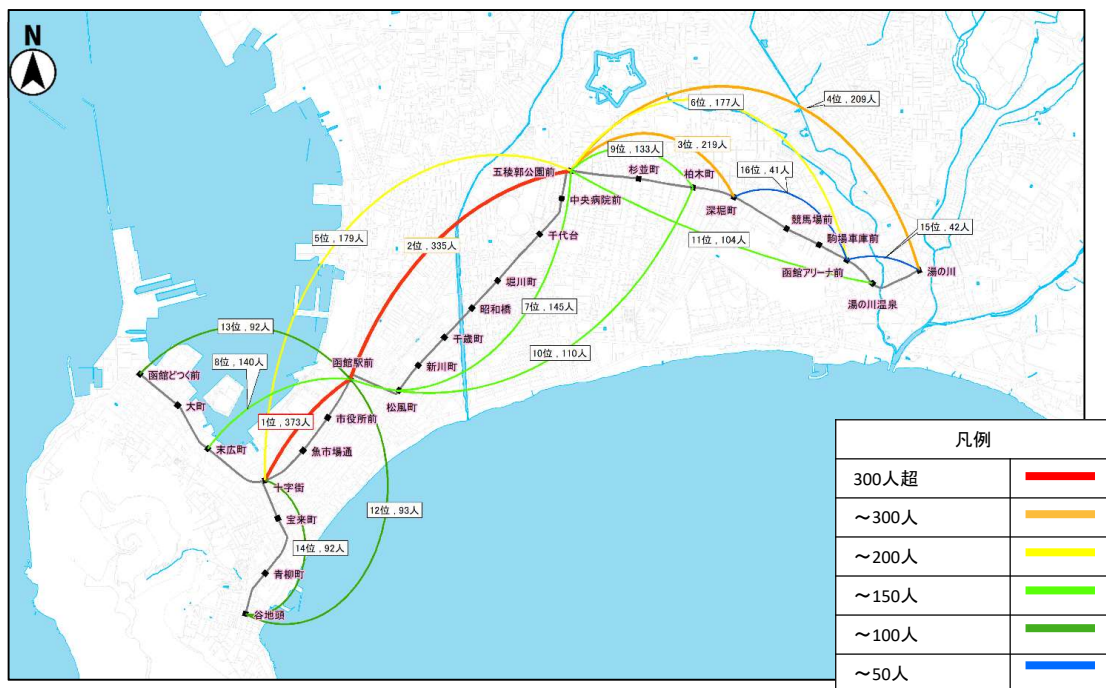 N
4位，209人
6位，177人
9位，133人
3位，219人
16位，41人
五稜郭公園前
杉並町
柏木町
中央病院前
深堀町
競馬場前
5位，179人
2位，335人
千代台
11位，104人
駒場車庫前
15位，42人
函館アリーナ前
湯の川
堀川町
湯の川温泉
昭和橋
7位，145人
13位，92人
千歳町
10位，110人
8位，140人
函館駅前
新川町
函館どつく前
松風町
大町
1位，373人
市役所前
末広町
魚市場通
十字街
12位，93人
宝来町
14位，92人
青柳町
谷地頭
凡例
300人超
～300人
～200人
～150人
～100人
～50人